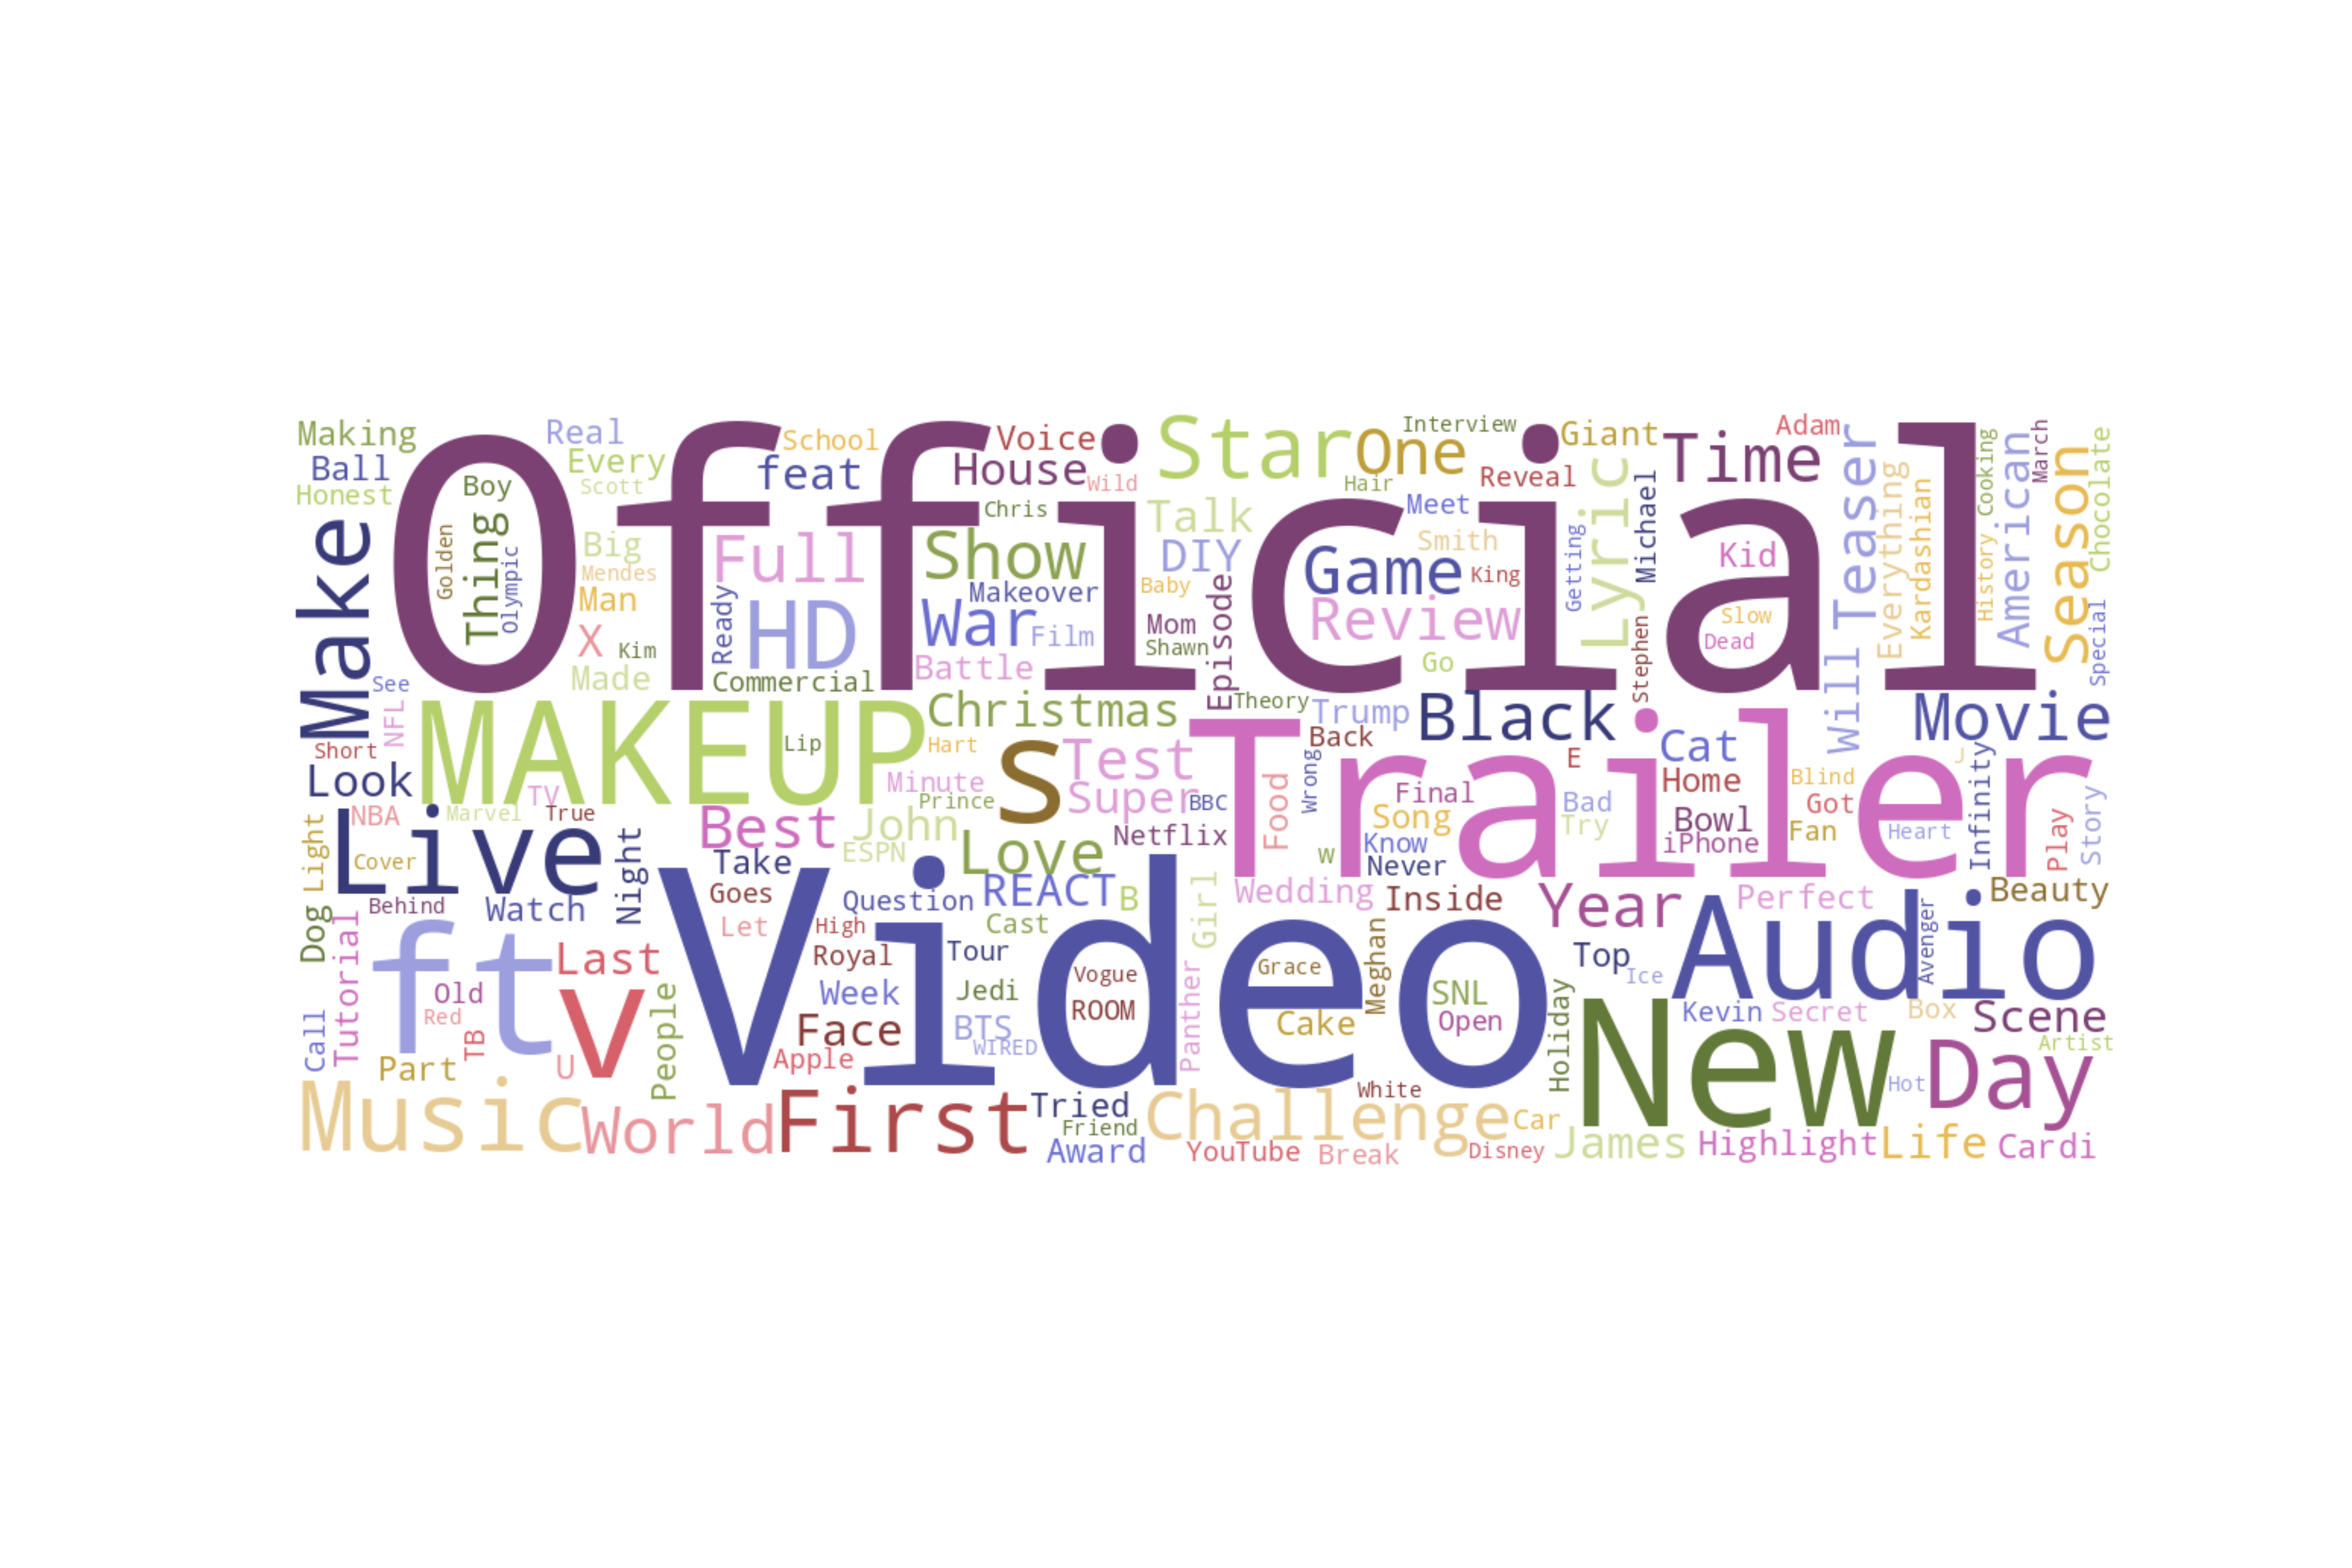 Official
Video
Trailer
New
MAKEUP
Audio
ft
Live
s
v
Music
First
Make
Star
Day
World
Challenge
Black
Time
HD
Game
Show
One
War
Full
Review
Lyric
Will Teaser
Season
Movie
American
Test
Super
Best
Love
John
Christmas
Year
Making
Ball
Honest
Real
Every
Scott
School
feat
Voice
House
Wild
Chris
Interview
Hair
Reveal
Giant
Meet
Adam
March
Cooking
History
Chocolate
Special
Kardashian
Everything
Michael
Getting
Stephen
Smith
King
Kid
Slow
Dead
Talk
DIY
Baby
Mom
Shawn
Episode
Makeover
Film
Battle
Commercial
Ready
Boy
Thing
Golden
Olympic
Big
Mendes
Man
X
Kim
Made
See
NFL
Short
Look
TV
NBA
Marvel
True
Lip
Hart
Minute
Prince
ESPN
BBC
Theory
Trump
Go
Back
Netflix
Food
Wrong
Final
Song
Know
Never
W
E
Cat
Home
Bad
Try
Bowl
iPhone
Blind
Got
Fan
Heart
J
Infinity
Play
Story
Light
Cover
Behind
Dog
Tutorial
Call
Watch
Night
Take
Goes
Let
High
Question
REACT
B
Cast
Girl
Wedding
Inside
Perfect
Beauty
Last
Old
Red
TB
Part
U
People
Royal
Week
Face
Apple
Tour
Jedi
BTS
WIRED
Vogue
ROOM
Panther
Grace
Cake
Meghan
SNL
Open
Top
Ice
Holiday
Kevin
Secret
Box
Avenger
Scene
Artist
Hot
Tried
Friend
Award
YouTube
White
Break
Car
Disney
James
Highlight
Life
Cardi